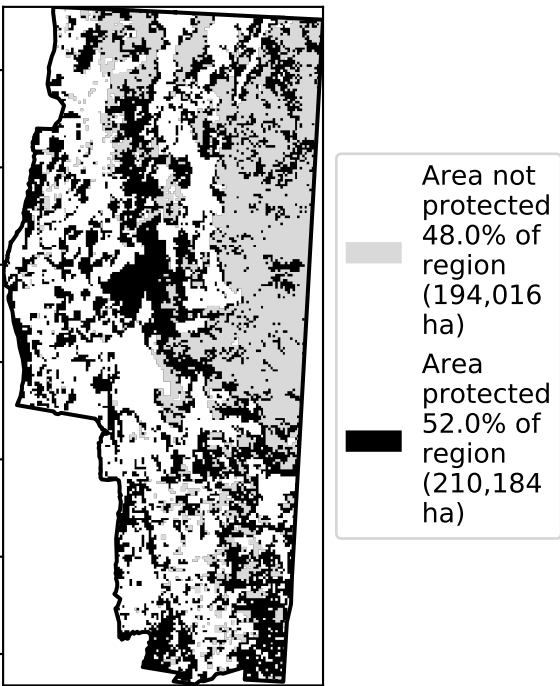 Area not
protected
48.0% of
region
(194,016
ha)
Area
protected
52.0% of
region
(210,184
ha)